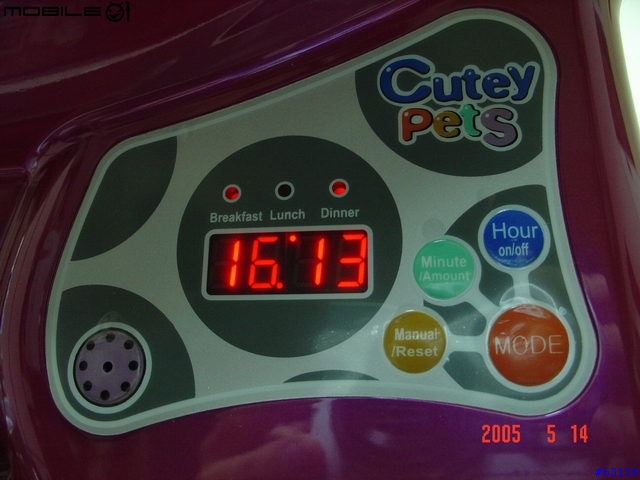 MOBILE01
Cutey
Pets
Breakfast Lunch Dinner
16:13
Hour
on/off
Minute
/Amount
Manual
/Reset
MODE
2005 5 14